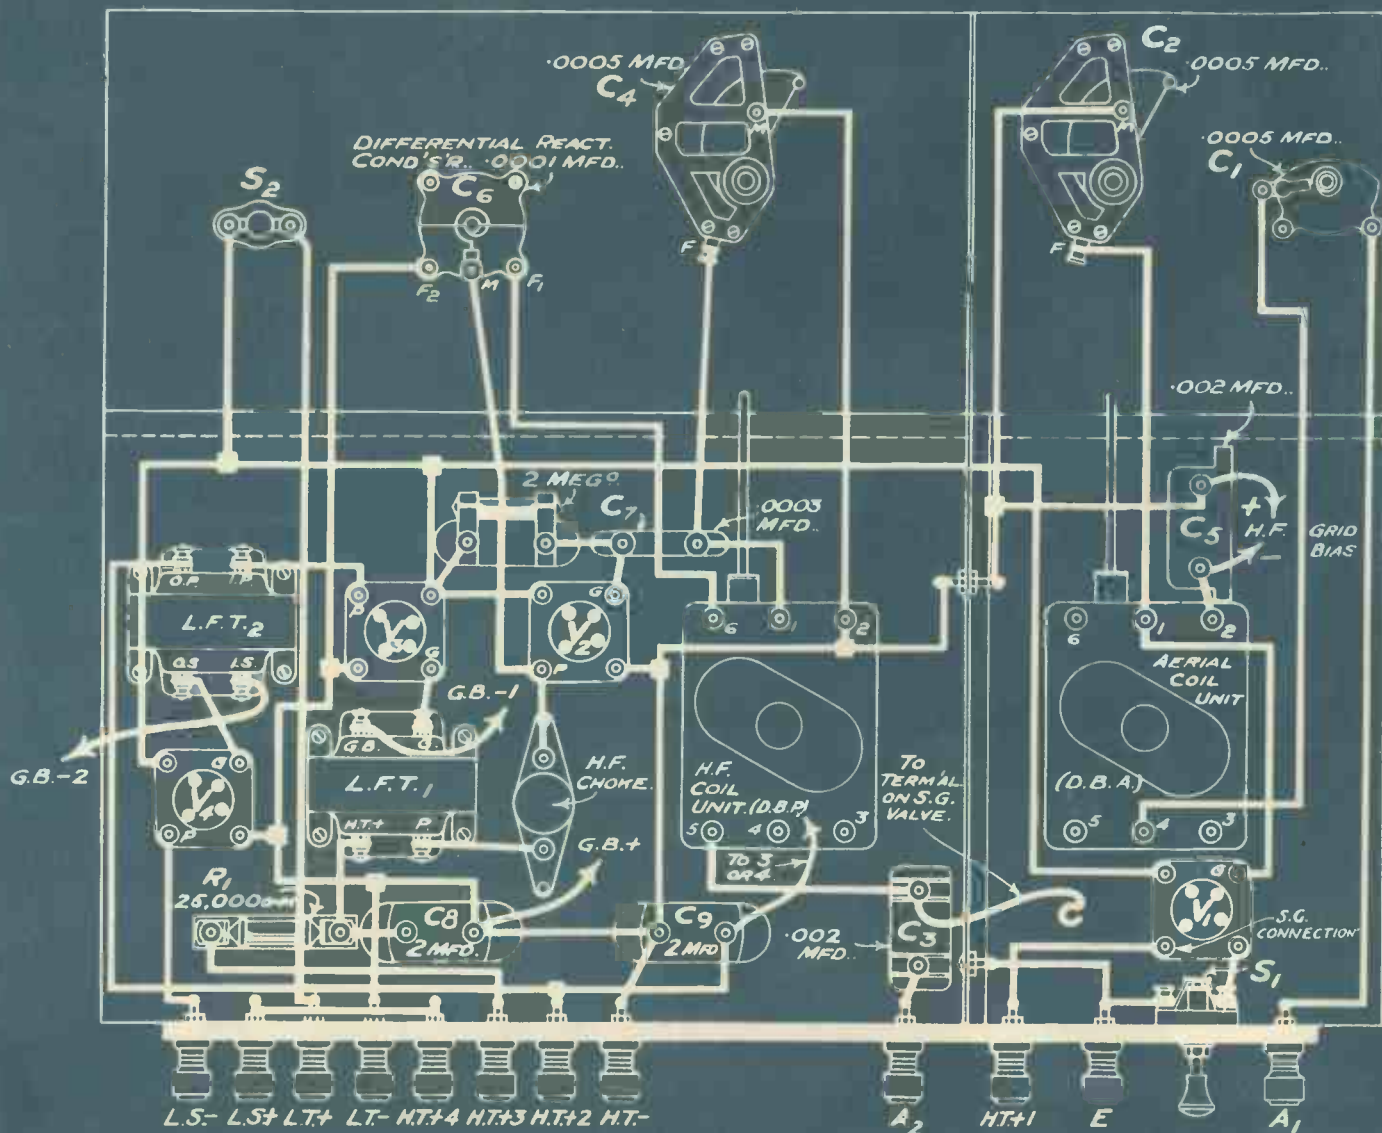 .0005 MFD.
C4
C2
.0005 MFD..
.0005 MFD..
C1
DIFFERENTIAL REACT.
COND'S'R.. .0001 MFD..
C6
S2
M
M
F
F
F2
M
F1
.002 MFD..
2 MEGO.
C7
.0003
MFD..
C5
+
H.F.
-
GRID
BIAS
O.P.
I.P.
L.F.T.2
O.S.
I.S.
P
V3
G
G
V2
P
6
1
2
6
1
2
AERIAL
COIL
UNIT
G.B.-1
G.B.-2
G.B.
G.
L.F.T.1
H.T.+
P
G
V4
P
H.F.
CHOKE.
H.F.
COIL
UNIT.(D.B.P.)
5
4
3
TO
TERM'AL
ON S.G.
VALVE.
(D.B.A.)
5
4
3
G.B.+
TO 3
OR 4
R1
25,000 OHM
C8
2 MFD.
C9
2 MFD
.002
MFD..
C3
G
V1
S.G.
CONNECTION
S1
L.S.-
L.S.+
L.T.+
L.T.-
H.T.+4
H.T.+3
H.T.+2
H.T.-
A2
H.T.+1
E
A1